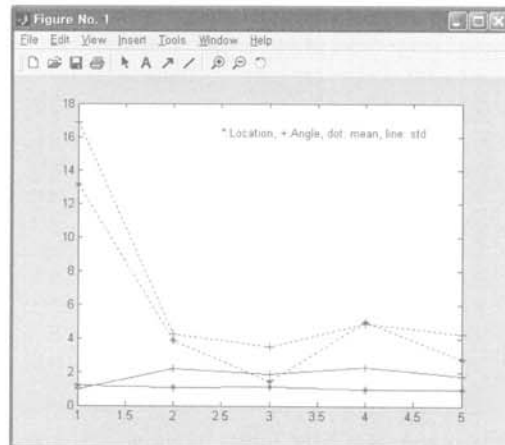 Figure No. 1
File Edit View Insert Tools Window Help
A
18
* Location, + Angle, dot: mean, line: std
16
14
12
10
8
6
4
2
0
1 1.5 2 2.5 3 3.5 4 4.5 5